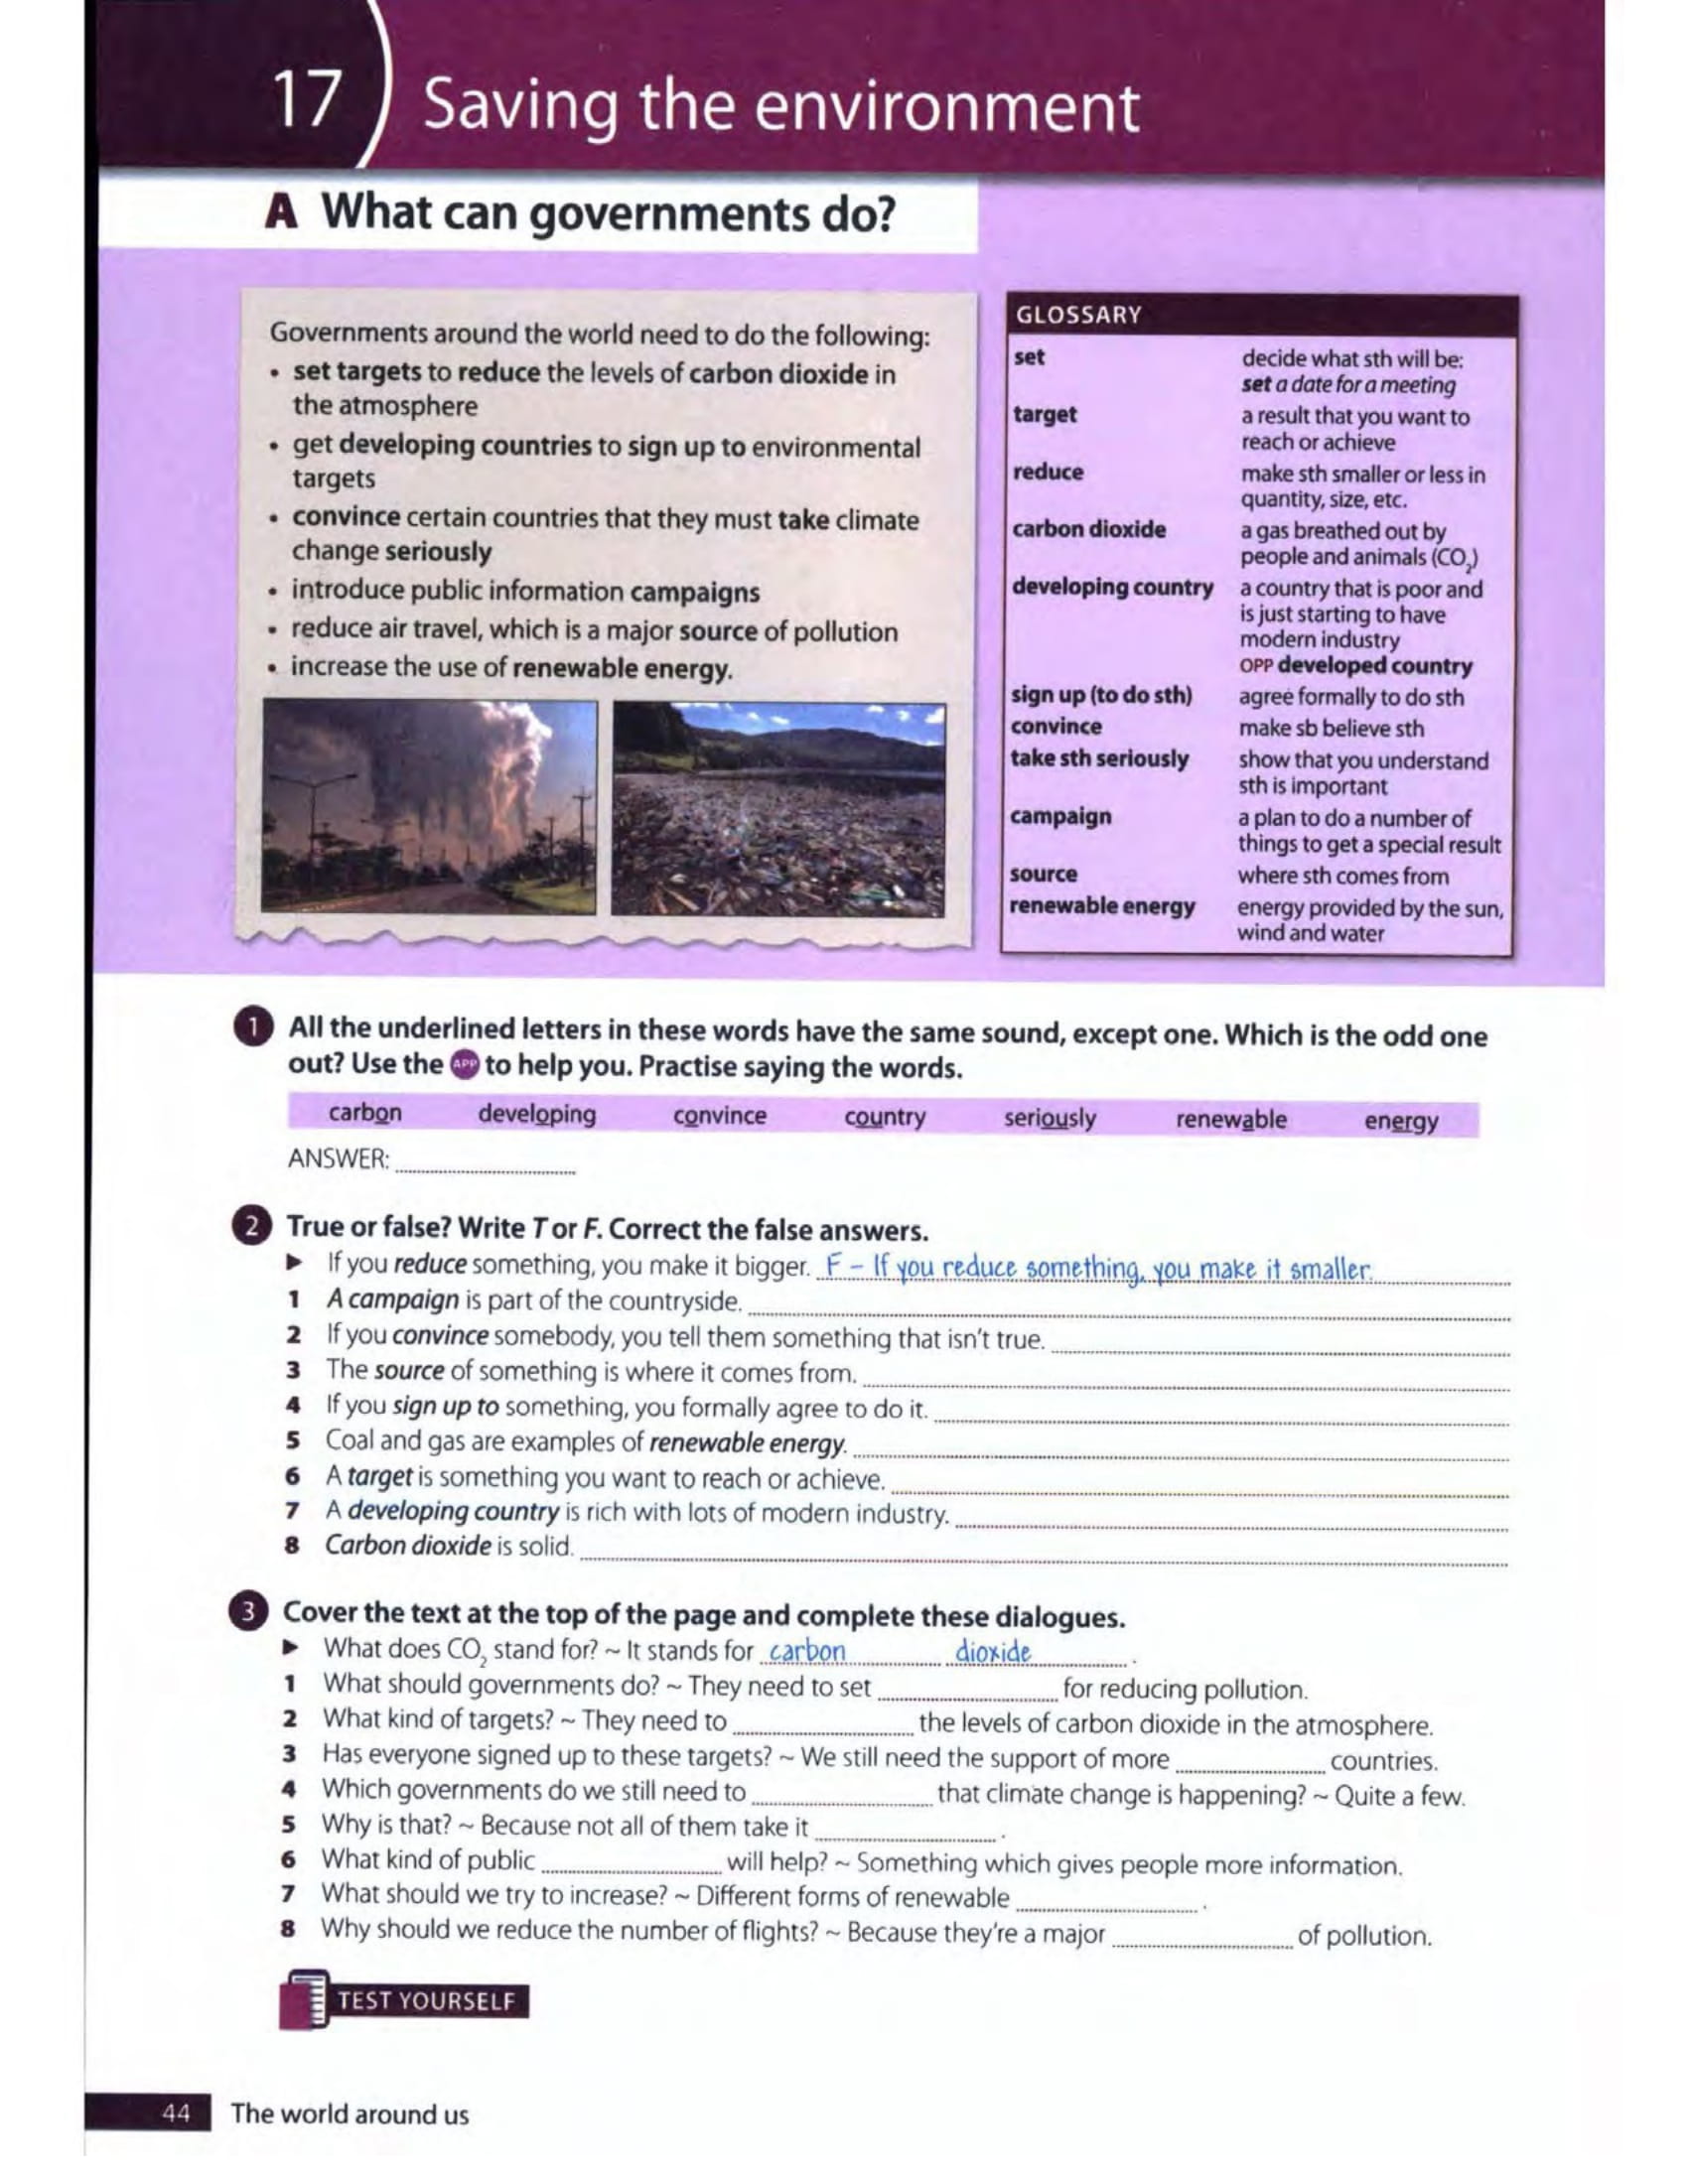 17 Saving the environment
A What can governments do?
Governments around the world need to do the following:
• set targets to reduce the levels of carbon dioxide in
the atmosphere
• get developing countries to sign up to environmental
targets
• convince certain countries that they must take climate
change seriously
• introduce public information campaigns
• reduce air travel, which is a major source of pollution
• increase the use of renewable energy.
GLOSSARY
set decide what sth will be:
set a date for a meeting
target a result that you want to
reach or achieve
reduce make sth smaller or less in
quantity, size, etc.
carbon dioxide a gas breathed out by
people and animals (CO₂)
developing country a country that is poor and
is just starting to have
modern industry
OPP developed country
sign up (to do sth) agree formally to do sth
convince make sb believe sth
take sth seriously show that you understand
sth is important
campaign a plan to do a number of
things to get a special result
source where sth comes from
renewable energy energy provided by the sun,
wind and water
1 All the underlined letters in these words have the same sound, except one. Which is the odd one
out? Use the APP to help you. Practise saying the words.
carbon developing convince country seriously renewable energy
ANSWER:
2 True or false? Write T or F. Correct the false answers.
▶ If you reduce something, you make it bigger. F – If you reduce something, you make it smaller.
1 A campaign is part of the countryside.
2 If you convince somebody, you tell them something that isn't true.
3 The source of something is where it comes from.
4 If you sign up to something, you formally agree to do it.
5 Coal and gas are examples of renewable energy.
6 A target is something you want to reach or achieve.
7 A developing country is rich with lots of modern industry.
8 Carbon dioxide is solid.
3 Cover the text at the top of the page and complete these dialogues.
▶ What does CO₂ stand for? ~ It stands for carbon dioxide .
1 What should governments do? ~ They need to set for reducing pollution.
2 What kind of targets? ~ They need to the levels of carbon dioxide in the atmosphere.
3 Has everyone signed up to these targets? ~ We still need the support of more countries.
4 Which governments do we still need to that climate change is happening? ~ Quite a few.
5 Why is that? ~ Because not all of them take it .
6 What kind of public will help? ~ Something which gives people more information.
7 What should we try to increase? ~ Different forms of renewable .
8 Why should we reduce the number of flights? ~ Because they're a major of pollution.
TEST YOURSELF
44 The world around us